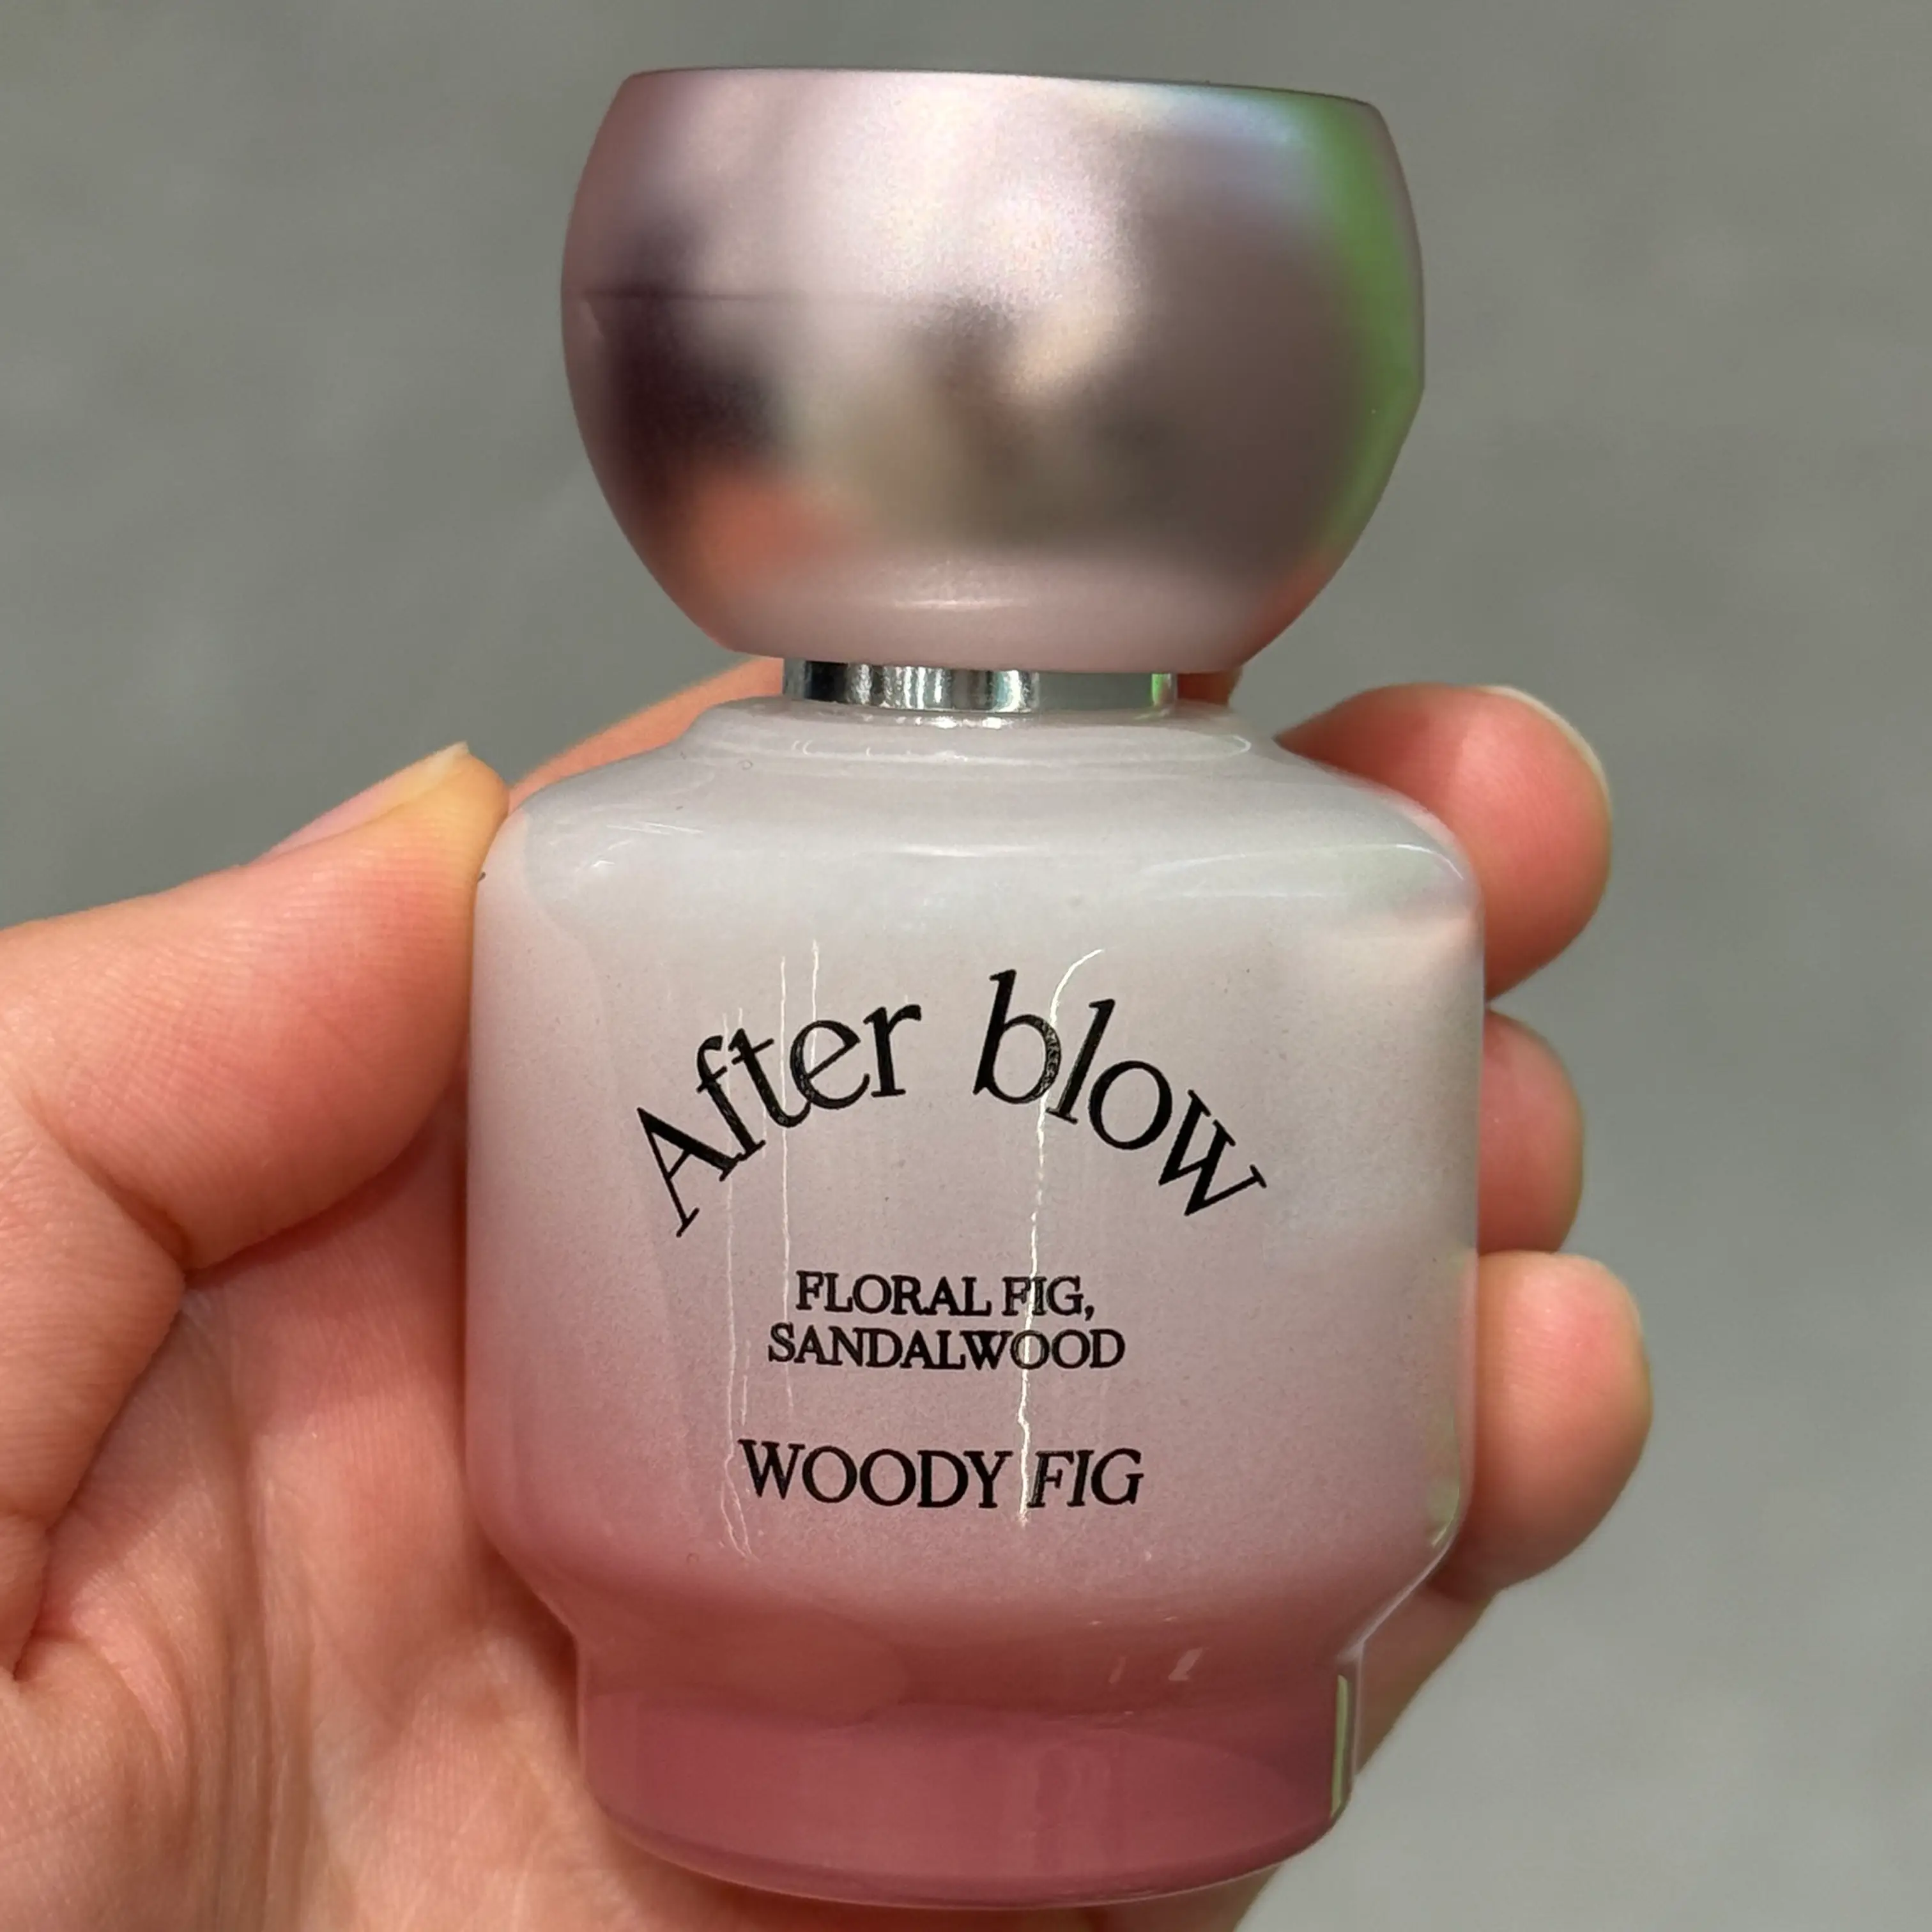 After blow
FLORAL FIG,
SANDALWOOD
WOODY FIG